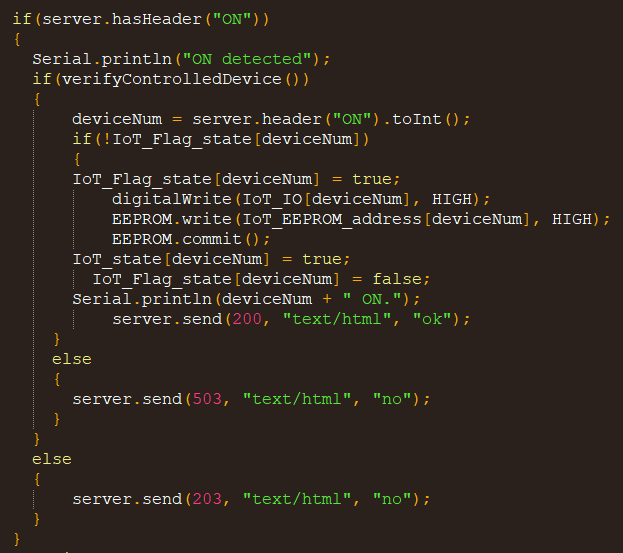 if(server.hasHeader("ON"))
{
  Serial.println("ON detected");
  if(verifyControlledDevice())
  {
      deviceNum = server.header("ON").toInt();
      if(!IoT_Flag_state[deviceNum])
      {
      IoT_Flag_state[deviceNum] = true;
          digitalWrite(IoT_IO[deviceNum], HIGH);
          EEPROM.write(IoT_EEPROM_address[deviceNum], HIGH);
          EEPROM.commit();
      IoT_state[deviceNum] = true;
        IoT_Flag_state[deviceNum] = false;
      Serial.println(deviceNum + " ON.");
          server.send(200, "text/html", "ok");
    }
    else
    {
      server.send(503, "text/html", "no");
    }
  }
  else
  {
      server.send(203, "text/html", "no");
  }
}